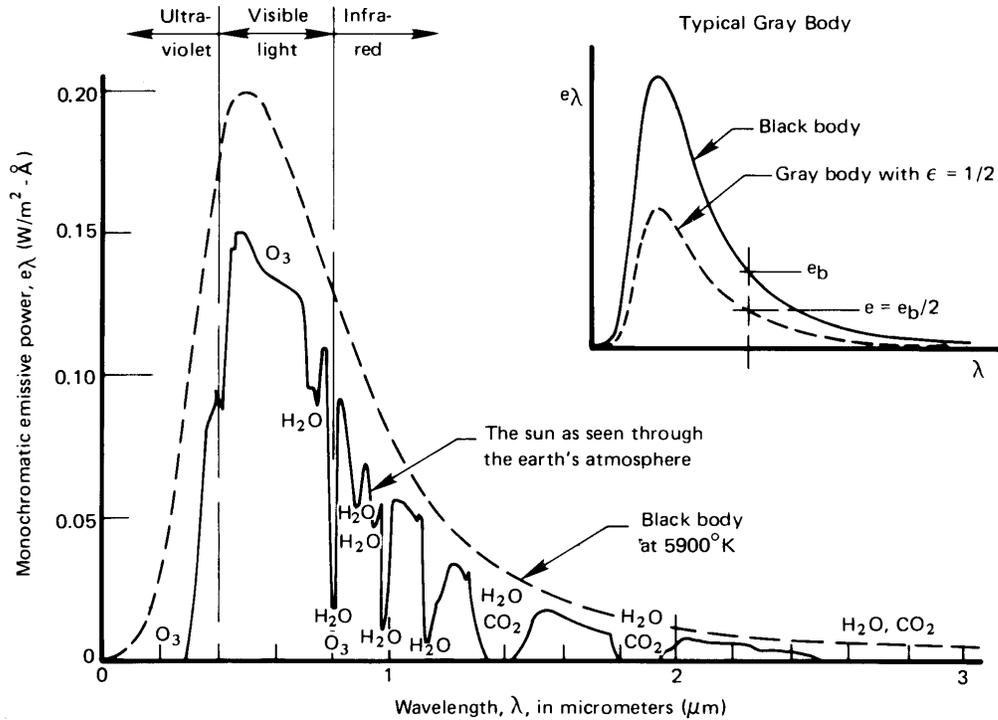 Ultra-
violet
Visible
light
Infra-
red
Typical Gray Body
eλ
Black body
Gray body with ϵ = 1/2
eb
e = eb/2
λ
0.20
0.15
0.10
0.05
0
Monochromatic emissive power, eλ (W/m² - Å)
O₃
O₃
H₂O
The sun as seen through
the earth's atmosphere
H₂O
H₂O
Black body
at 5900°K
H₂O
O₃
H₂O
H₂O
H₂O
CO₂
H₂O
CO₂
H₂O, CO₂
0
1
2
3
Wavelength, λ, in micrometers (μm)